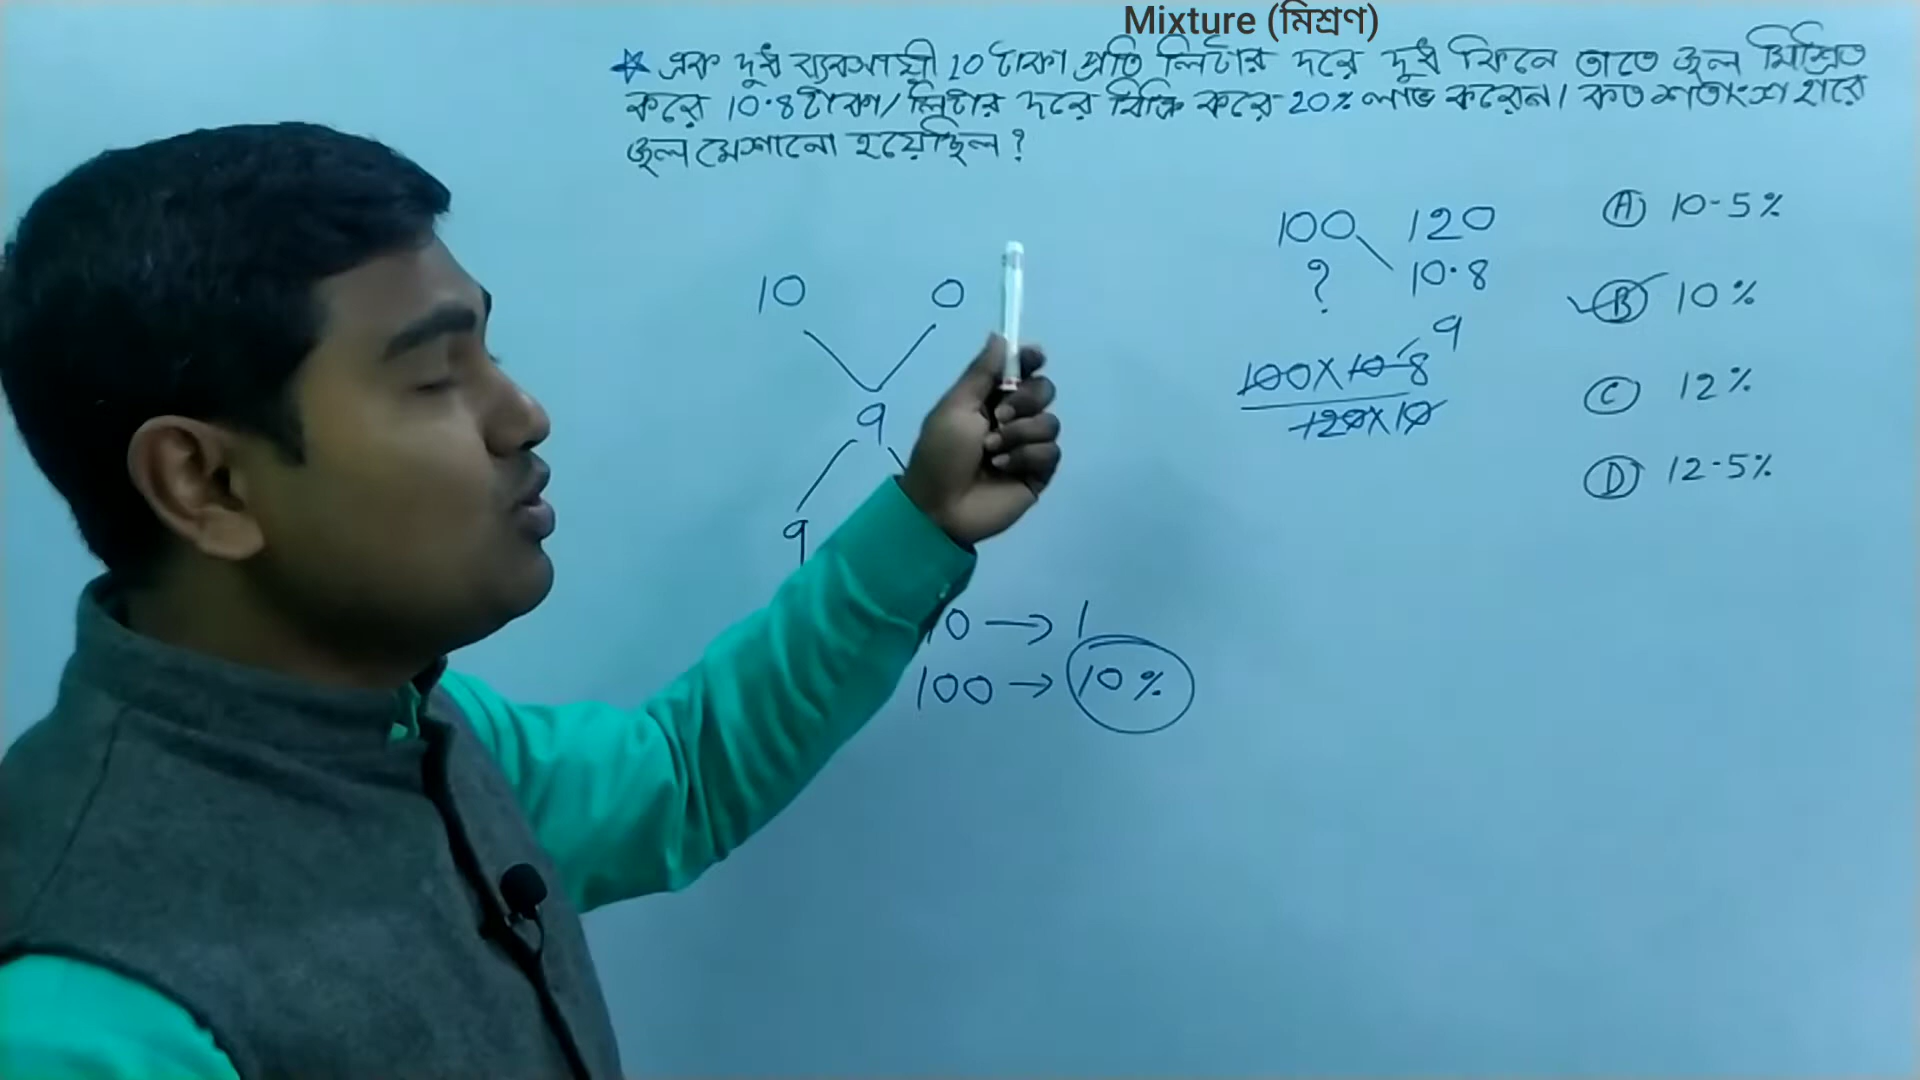 Mixture (মিশ্রণ)
☆ এক দুধ ব্যবসায়ী 10 টাকা প্রতি লিটার দরে দুধ কিনে তাতে জল মিশ্রিত
করে 10.8 টাকা/লিটার দরে বিক্রি করে 20% লাভ করেন। কত শতাংশ হারে
জল মেশানো হয়েছিল?
100 120
? 10.8
9
100×10.8
120×10
(A) 10.5%
(B) 10%
(C) 12%
(D) 12.5%
10 0
9
9
10 → 1
100 → 10%